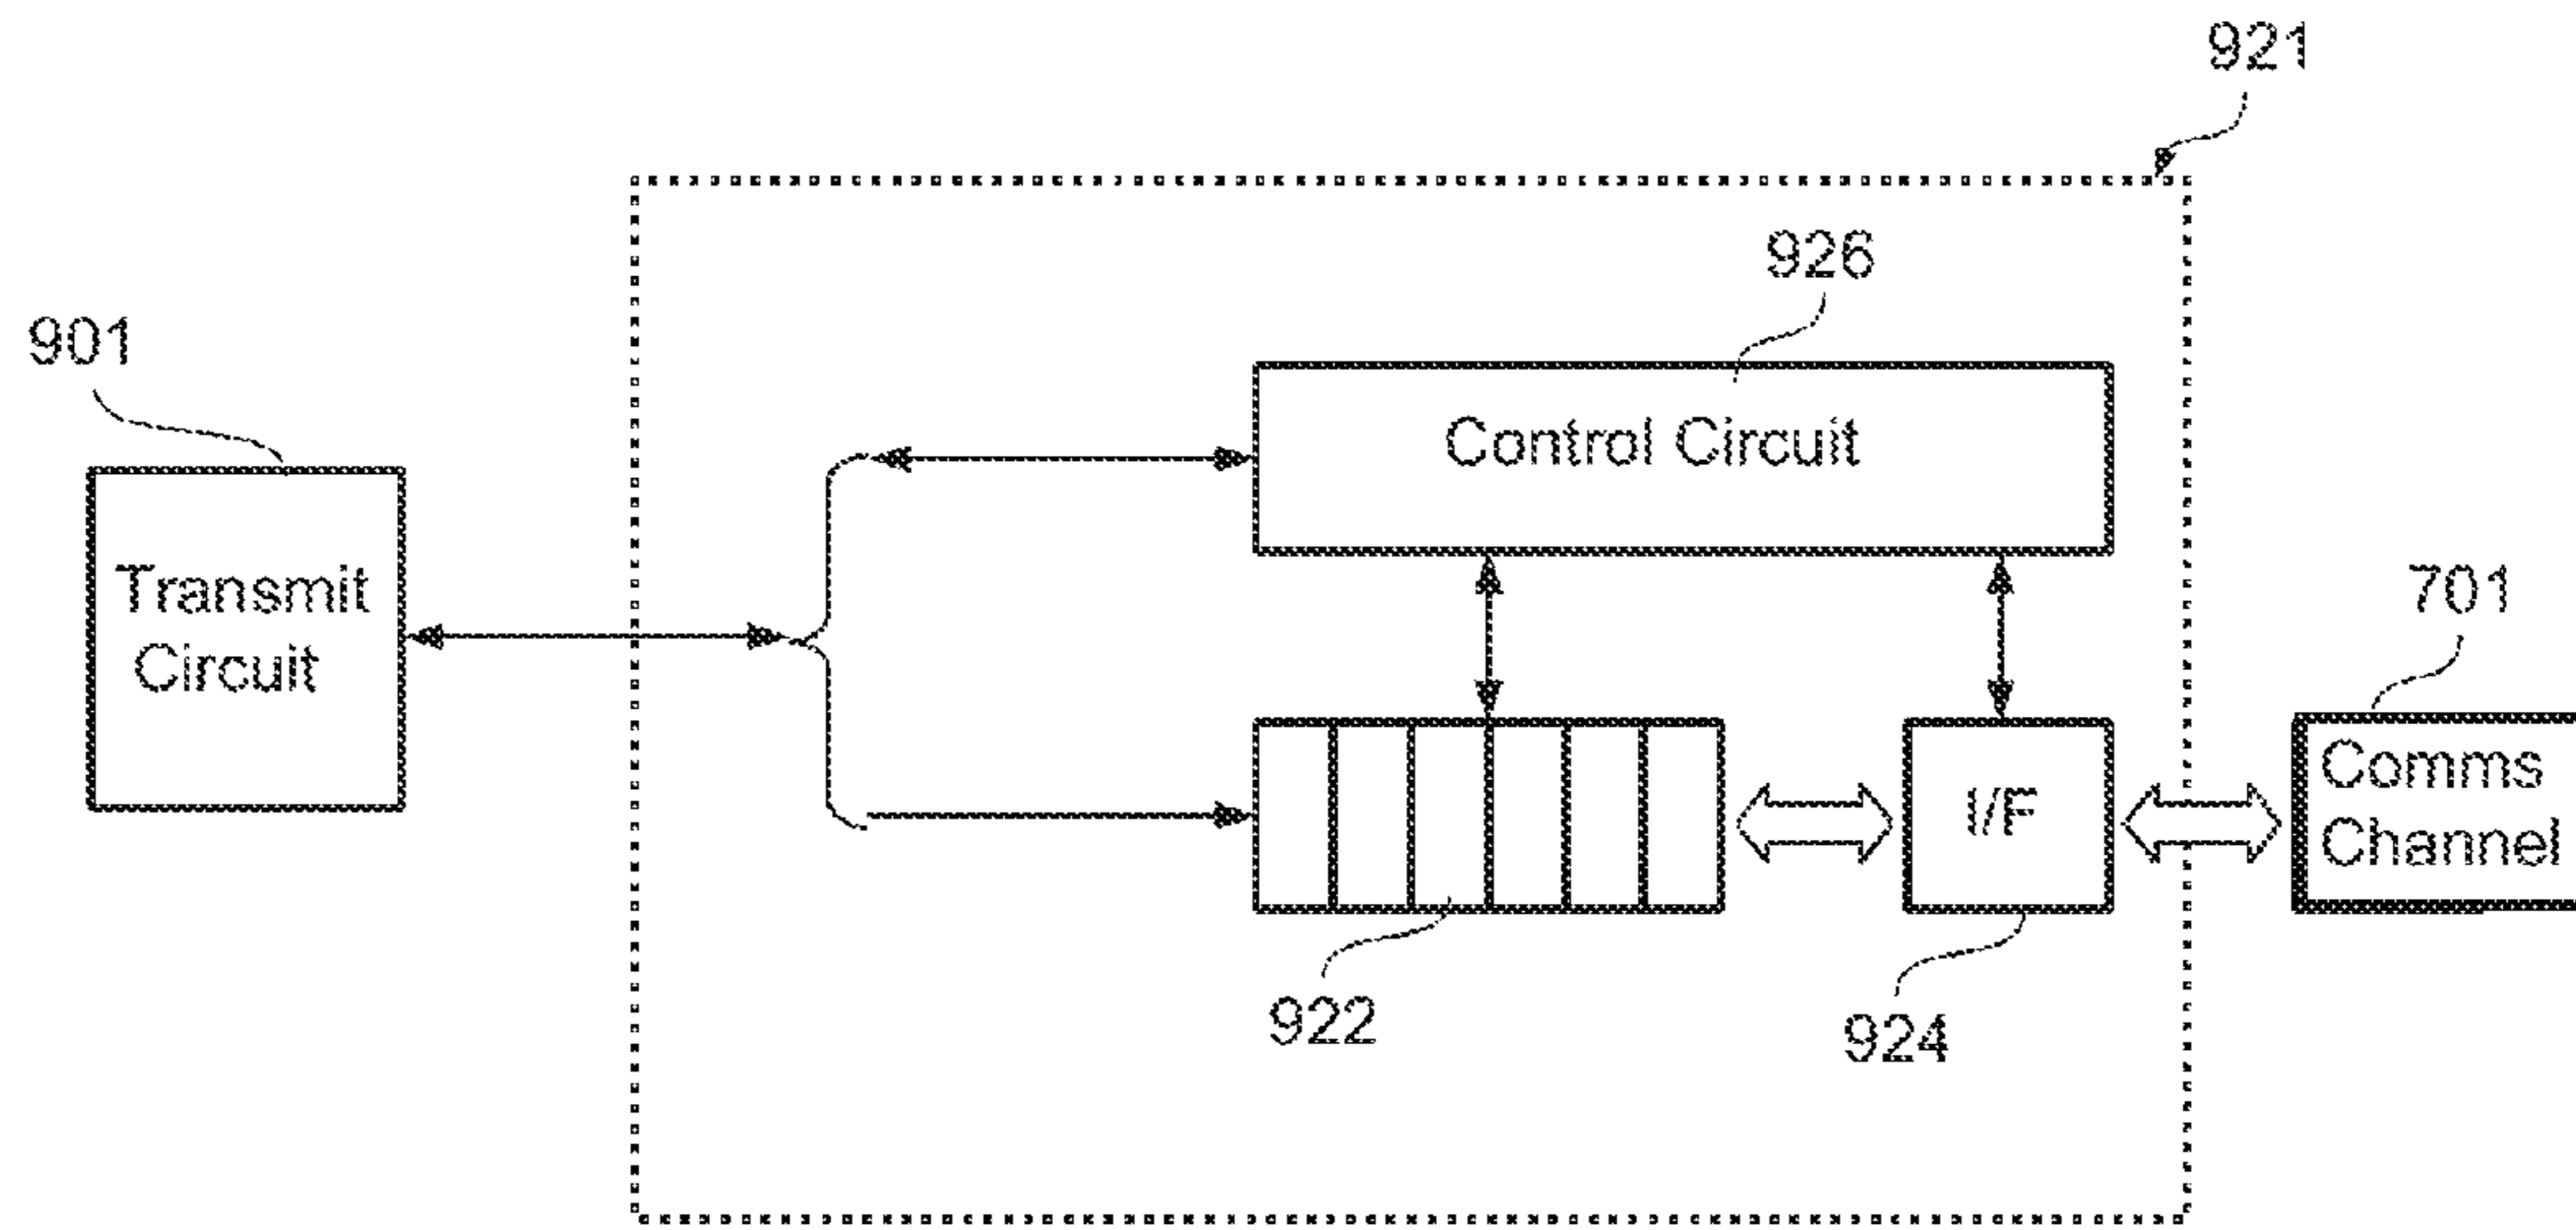 921
926
901
Control Circuit
Transmit
Circuit
701
Comms
Channel
I/F
922
924